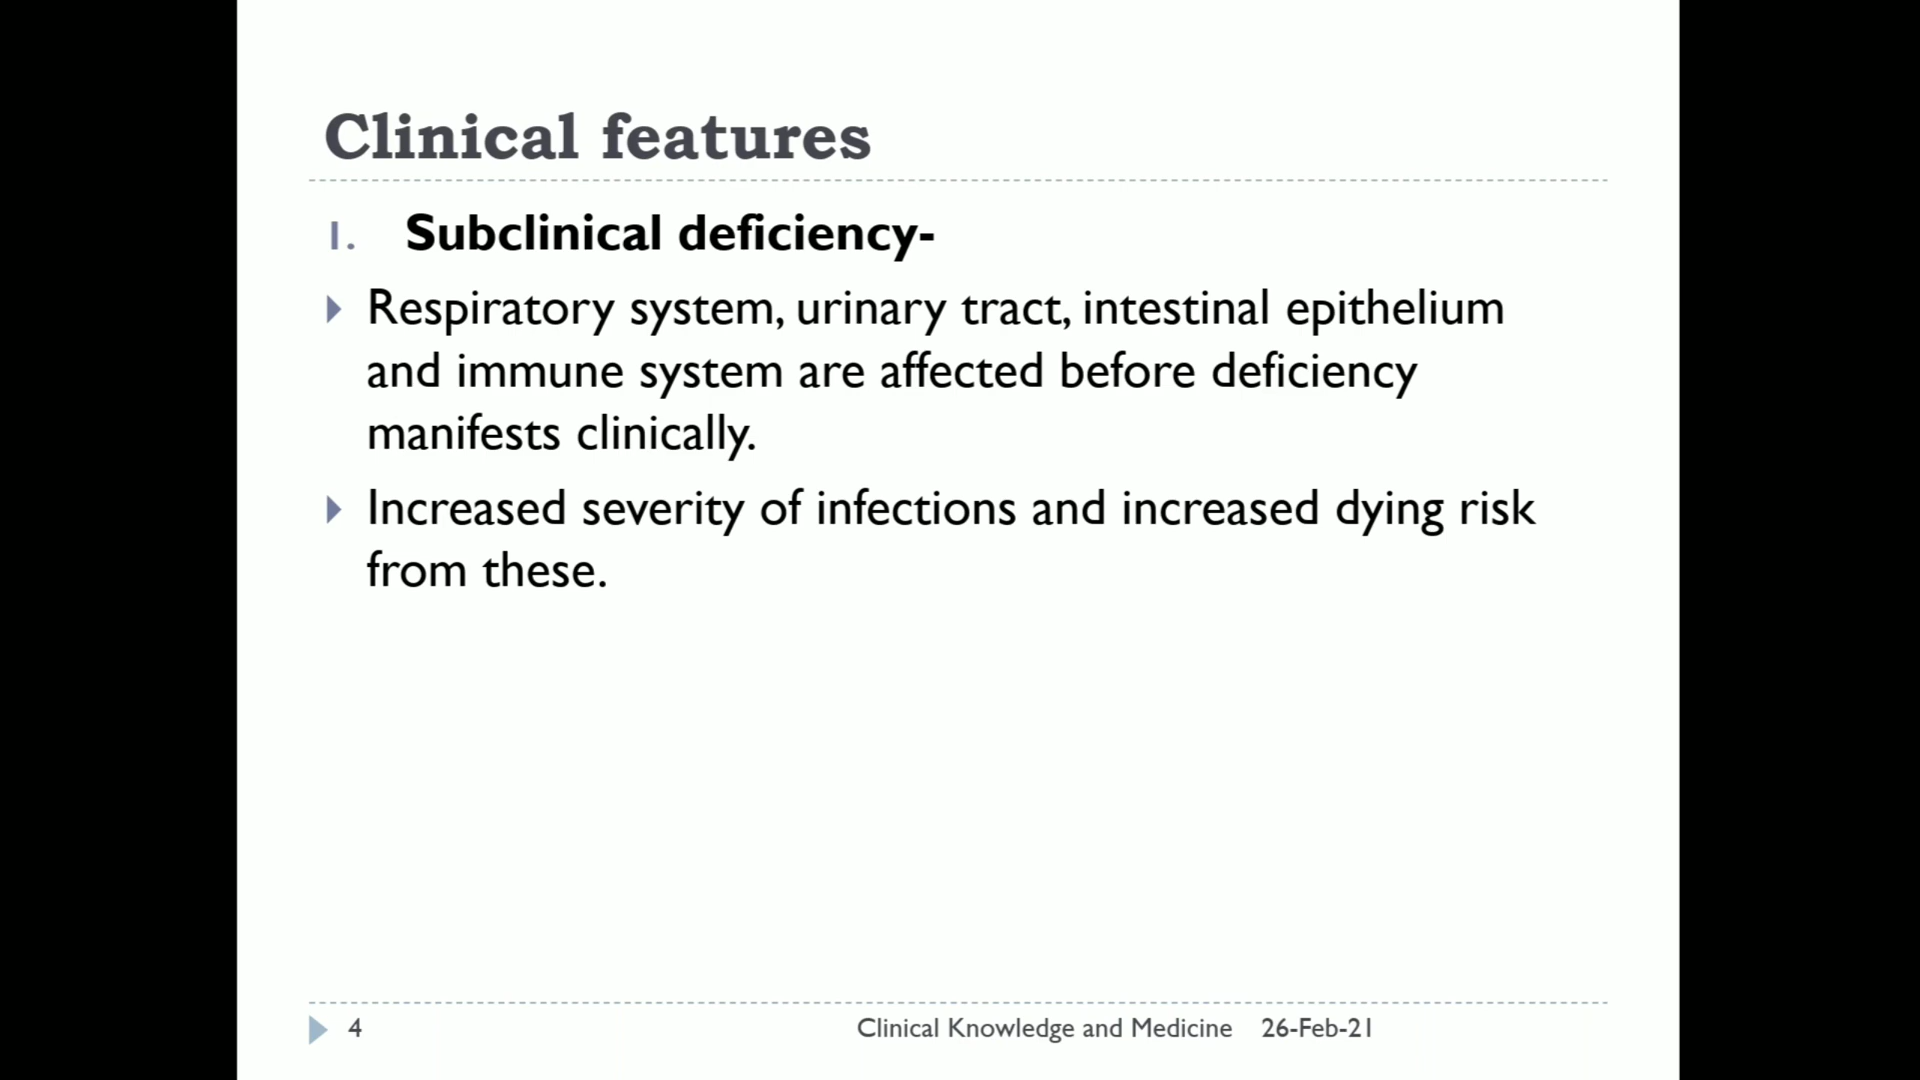 Clinical features
1. Subclinical deficiency-
Respiratory system, urinary tract, intestinal epithelium
and immune system are affected before deficiency
manifests clinically.
Increased severity of infections and increased dying risk
from these.
4 Clinical Knowledge and Medicine 26-Feb-21